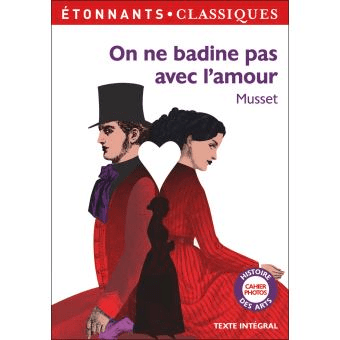 ÉTONNANTS • CLASSIQUES
On ne badine pas
avec l'amour
Musset
HISTOIRE
CAHIER
PHOTOS
DES ARTS
TEXTE INTÉGRAL